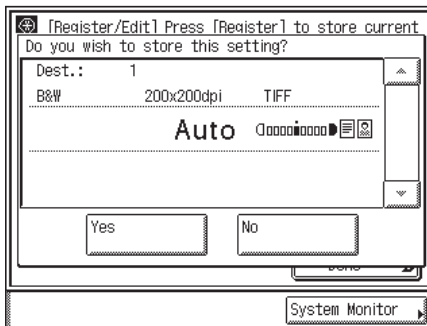 [Register/Edit] Press [Register] to store current
Do you wish to store this setting?
Dest.: 1
B&W 200x200dpi TIFF
Auto
Yes No
Done
System Monitor